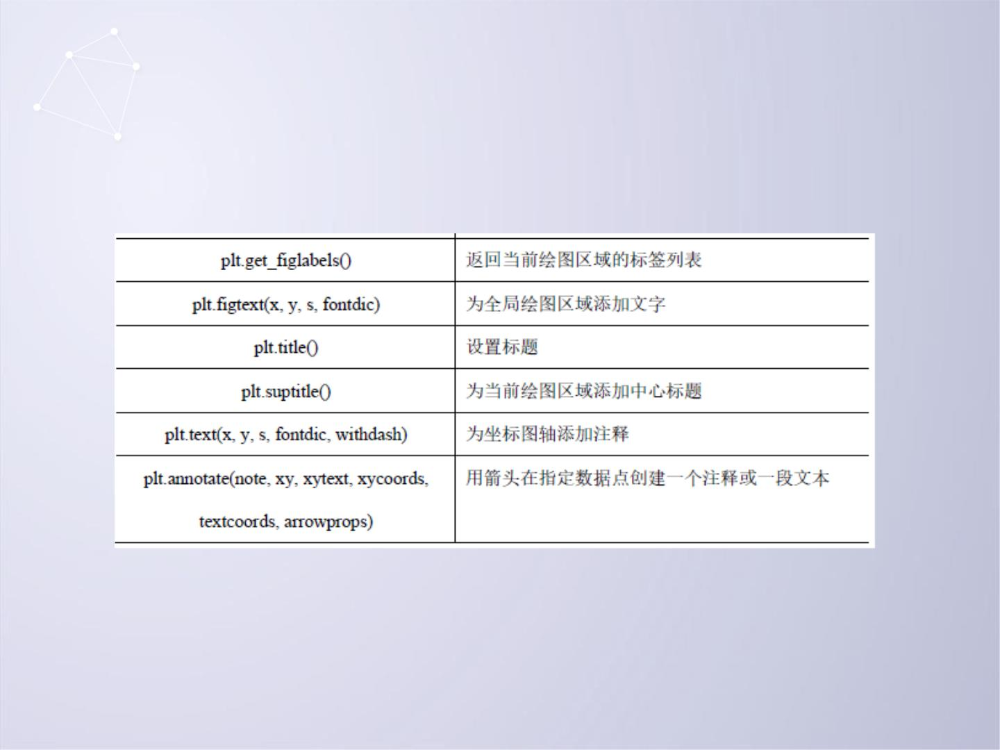 plt.get_figlabels() 返回当前绘图区域的标签列表
plt.figtext(x, y, s, fontdic) 为全局绘图区域添加文字
plt.title() 设置标题
plt.suptitle() 为当前绘图区域添加中心标题
plt.text(x, y, s, fontdic, withdash) 为坐标图轴添加注释
plt.annotate(note, xy, xytext, xycoords, 用箭头在指定数据点创建一个注释或一段文本
textcoords, arrowprops)